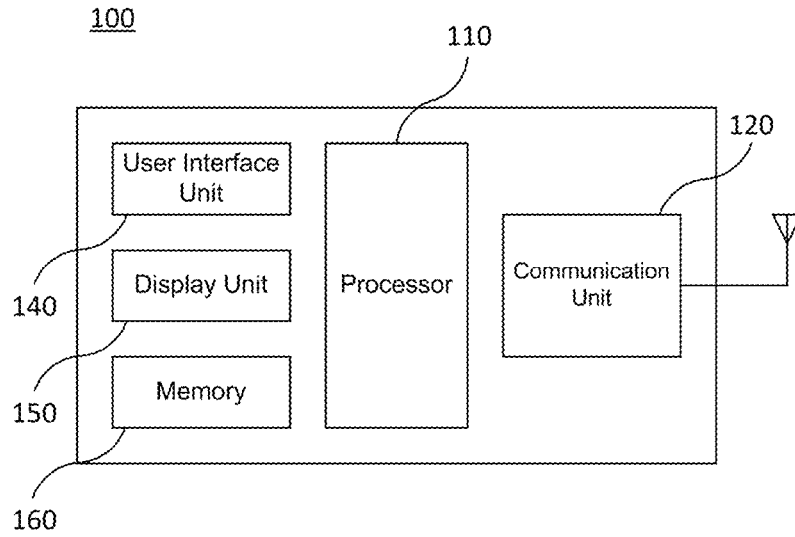 100
110
120
User Interface
Unit
Display Unit
Memory
Processor
Communication
Unit
140
150
160